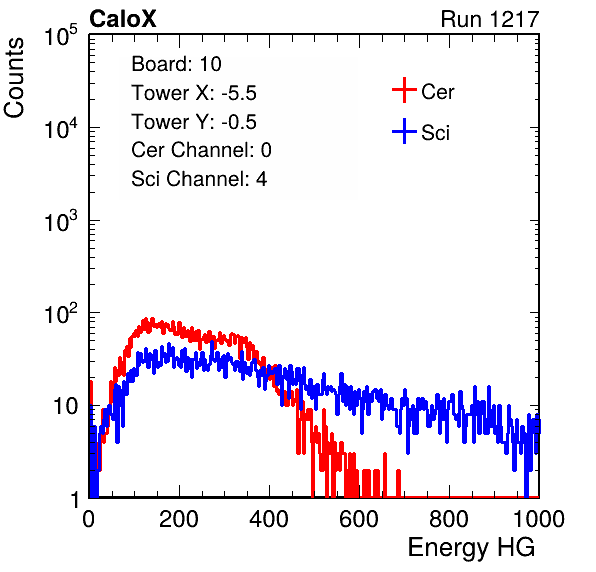 CaloX Run 1217
Counts
10^5
10^4
10^3
10^2
10
1
Board: 10
Tower X: -5.5
Tower Y: -0.5
Cer Channel: 0
Sci Channel: 4
Cer
Sci
0 200 400 600 800 1000
Energy HG